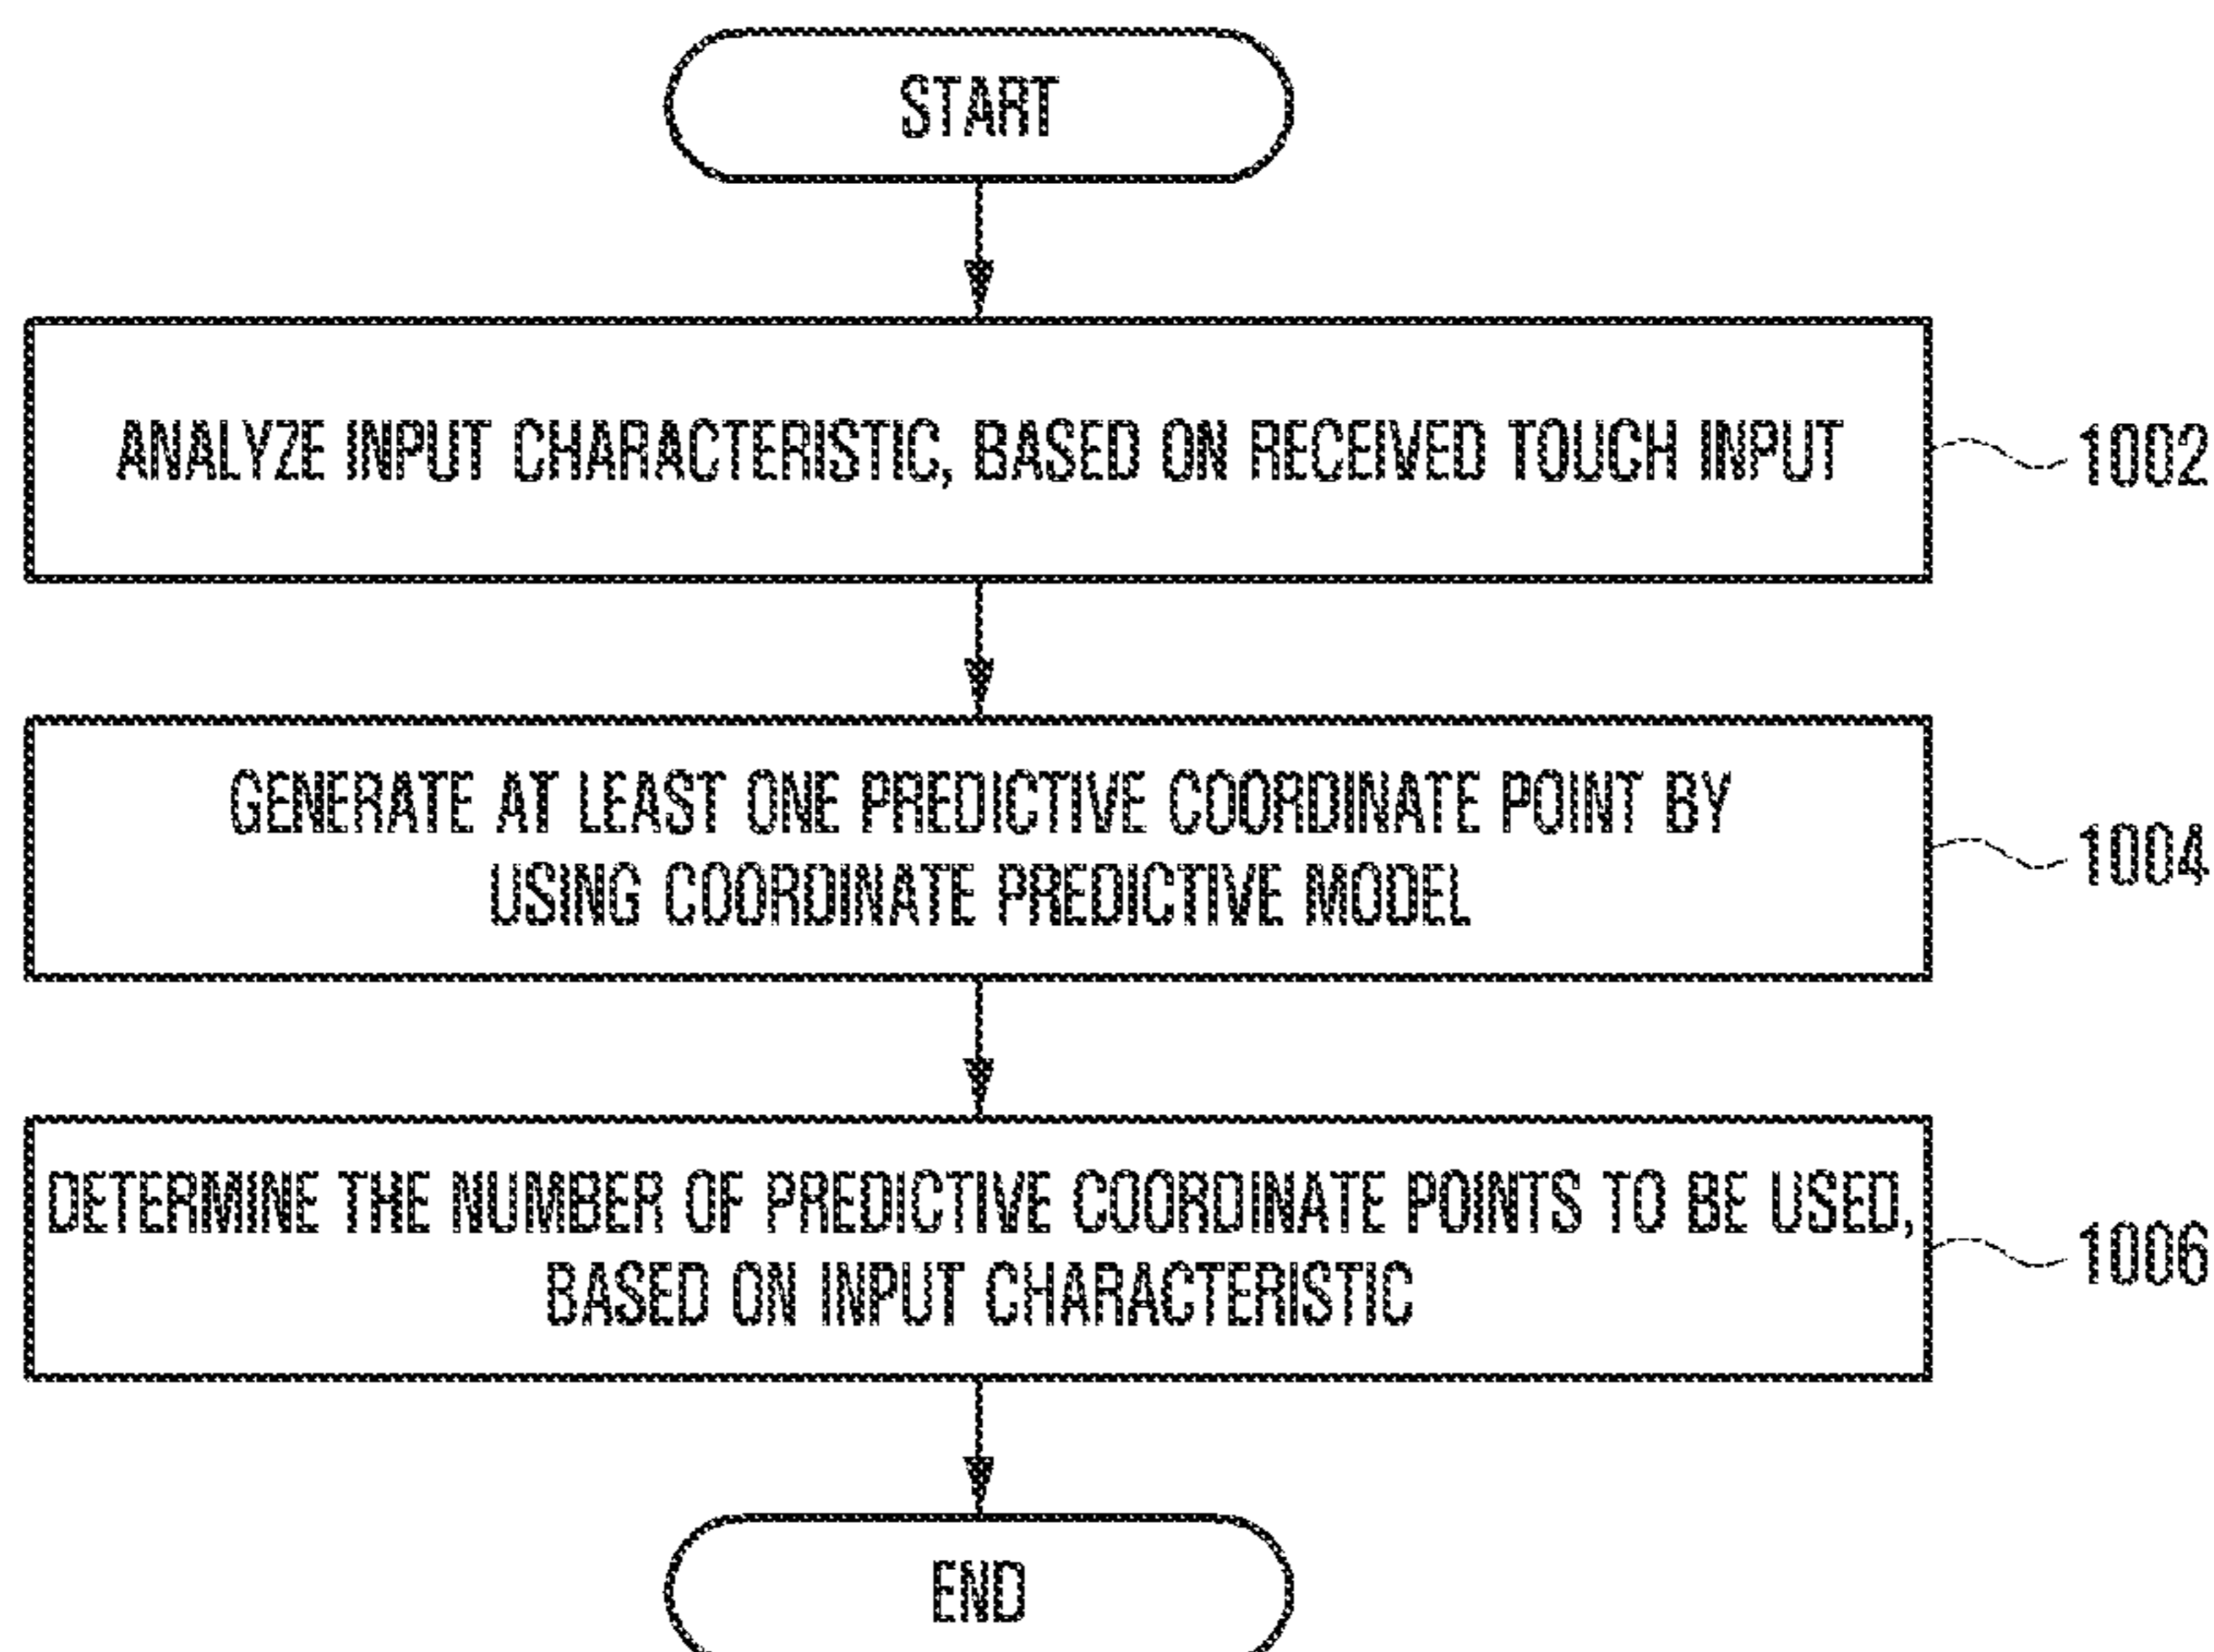 START
ANALYZE INPUT CHARACTERISTIC, BASED ON RECEIVED TOUCH INPUT
1002
GENERATE AT LEAST ONE PREDICTIVE COORDINATE POINT BY
USING COORDINATE PREDICTIVE MODEL
1004
DETERMINE THE NUMBER OF PREDICTIVE COORDINATE POINTS TO BE USED,
BASED ON INPUT CHARACTERISTIC
1006
END